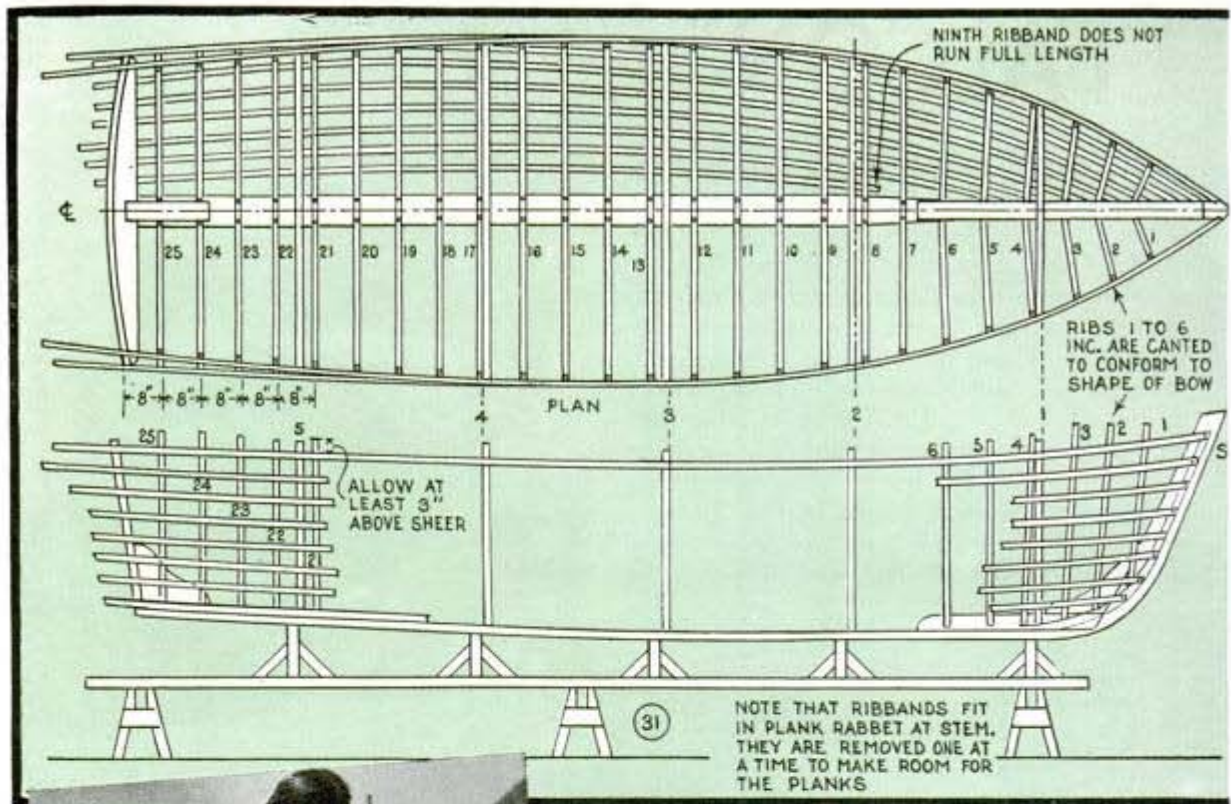 NINTH RIBBAND DOES NOT
RUN FULL LENGTH
℄
25 24 23 22 21 20 19 18 17 16 15 14 13 12 11 10 9 8 7 6 5 4 3 2 1
RIBS 1 TO 6
INC. ARE CANTED
TO CONFORM TO
SHAPE OF BOW
8" 8" 8" 8" 8"
PLAN
4 3 2 1
25 24 23 22 5 21
6 5 4 3 2 1
S
ALLOW AT
LEAST 3"
ABOVE SHEER
31
NOTE THAT RIBBANDS FIT
IN PLANK RABBET AT STEM.
THEY ARE REMOVED ONE AT
A TIME TO MAKE ROOM FOR
THE PLANKS